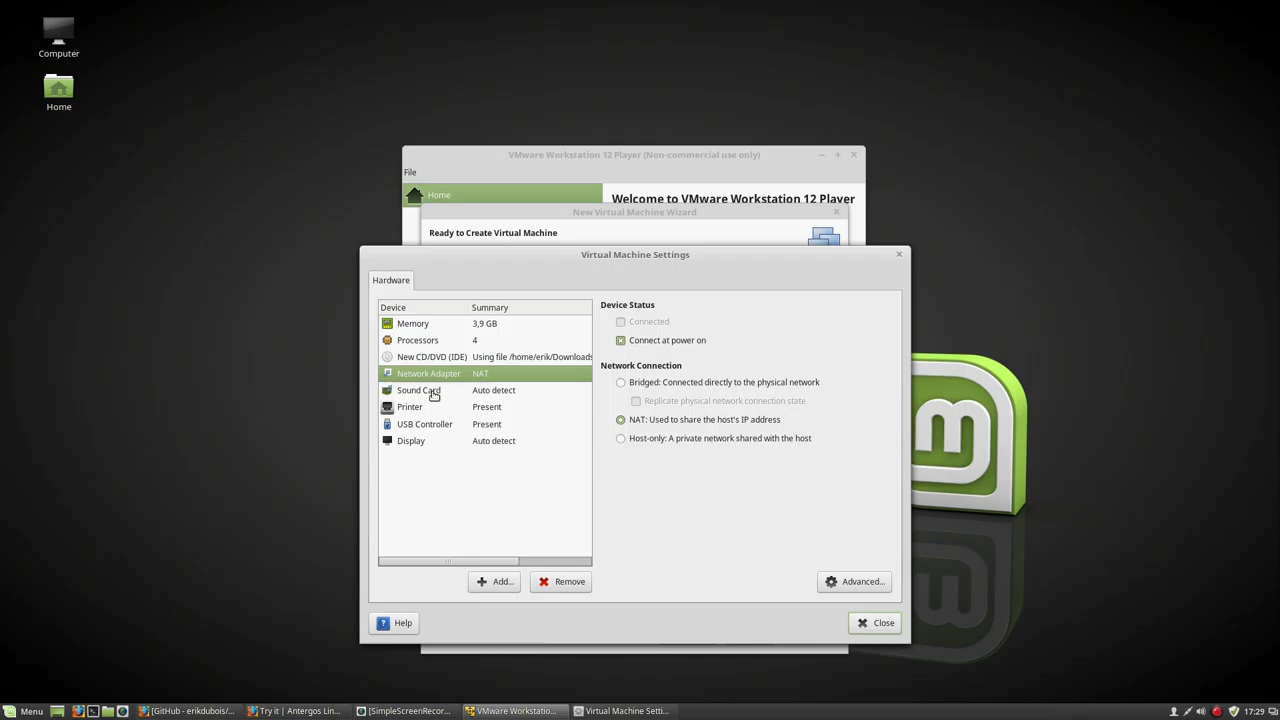 Computer
Home
VMware Workstation 12 Player (Non-commercial use only)
File
Home
Welcome to VMware Workstation 12 Player
New Virtual Machine Wizard
Ready to Create Virtual Machine
Virtual Machine Settings
Hardware
Device Summary
Memory 3,9 GB
Processors 4
New CD/DVD (IDE) Using file /home/erik/Downloads
Network Adapter NAT
Sound Card Auto detect
Printer Present
USB Controller Present
Display Auto detect
Device Status
Connected
Connect at power on
Network Connection
Bridged: Connected directly to the physical network
Replicate physical network connection state
NAT: Used to share the host's IP address
Host-only: A private network shared with the host
Add...
Remove
Advanced...
Help
Close
Menu
[GitHub - erikdubois/...
Try it | Antergos Lin...
[SimpleScreenRecor...
VMware Workstatio...
Virtual Machine Setti...
17:29